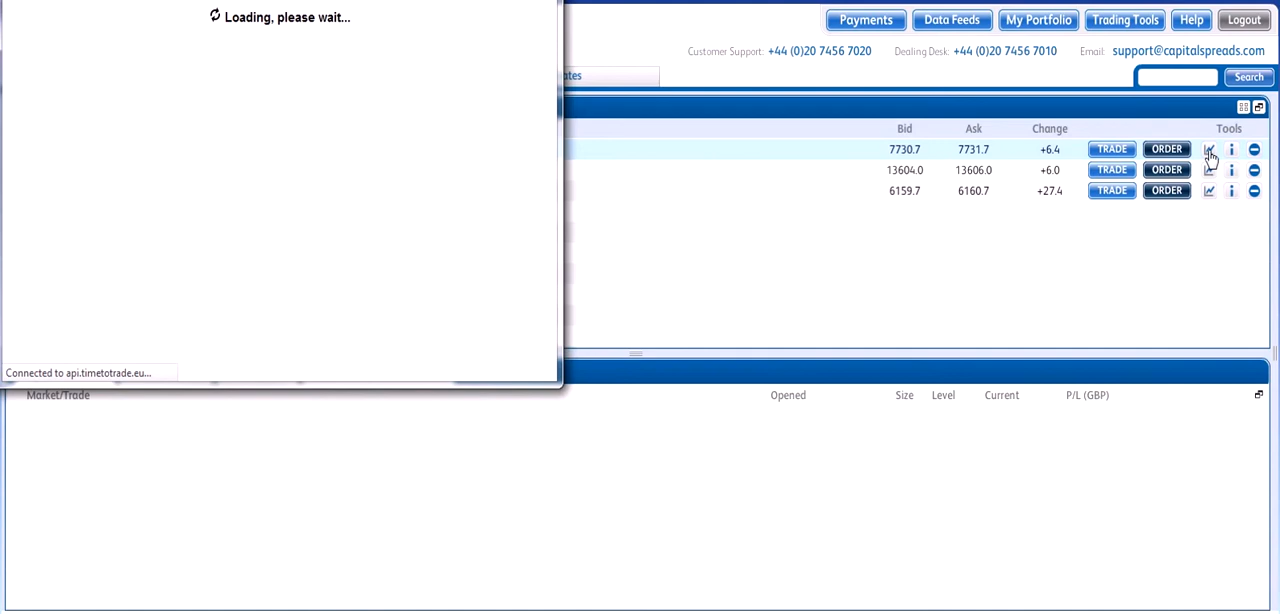 Loading, please wait...
Payments Data Feeds My Portfolio Trading Tools Help Logout
Customer Support: +44 (0)20 7456 7020 Dealing Desk: +44 (0)20 7456 7010 Email: support@capitalspreads.com
ates
Search
Bid Ask Change Tools
7730.7 7731.7 +6.4 TRADE ORDER
13604.0 13606.0 +6.0 TRADE ORDER
6159.7 6160.7 +27.4 TRADE ORDER
Connected to api.timetotrade.eu...
Market/Trade Opened Size Level Current P/L (GBP)